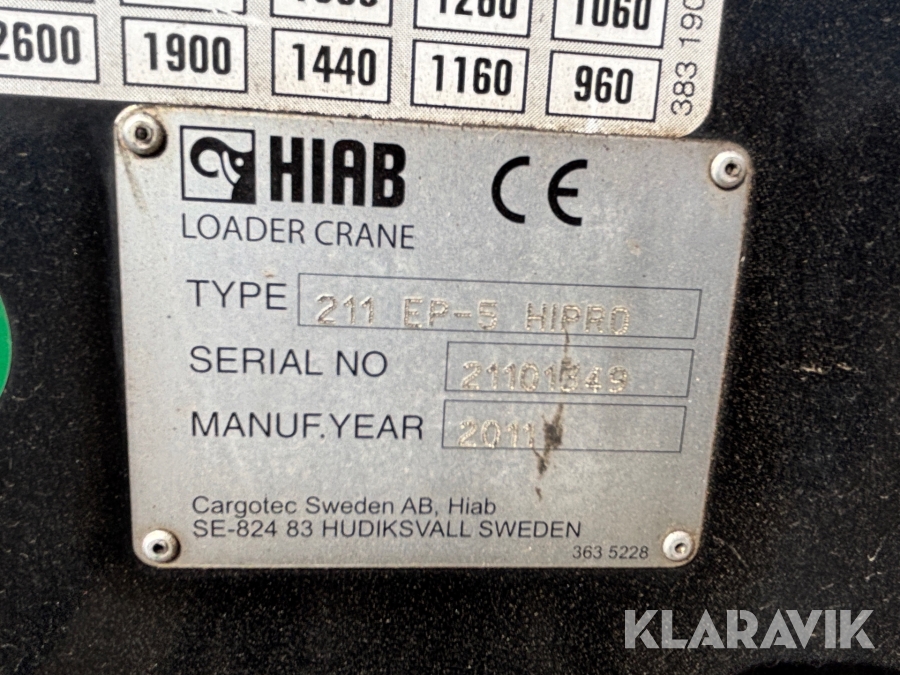 1260
1060
2600 1900 1440 1160 960
383 190
HIAB CE
LOADER CRANE
TYPE 211 EP-5 HIPRO
SERIAL NO
MANUF.YEAR 2011
Cargotec Sweden AB, Hiab
SE-824 83 HUDIKSVALL SWEDEN
363 5228
KLARAVIK